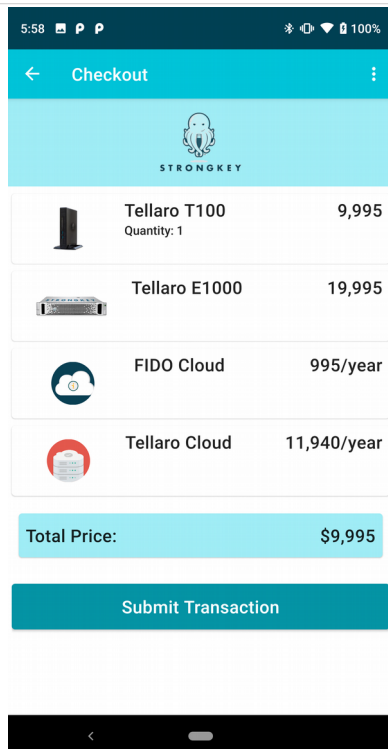 5:58 100%
Checkout
STRONGKEY
Tellaro T100 9,995
Quantity: 1
Tellaro E1000 19,995
FIDO Cloud 995/year
Tellaro Cloud 11,940/year
Total Price: $9,995
Submit Transaction